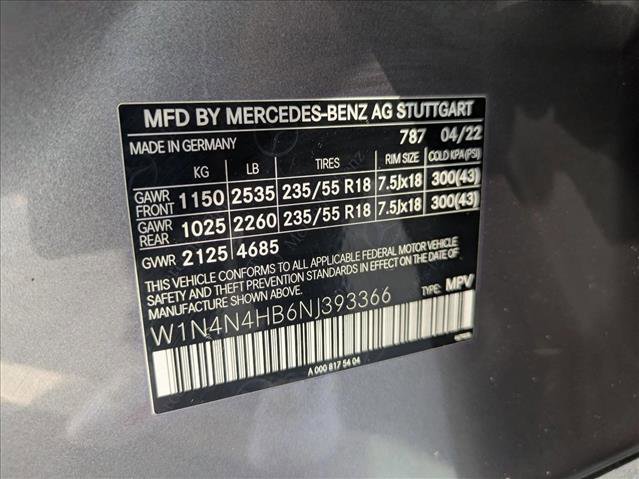 MFD BY MERCEDES-BENZ AG STUTTGART
MADE IN GERMANY 787 04/22
KG LB TIRES RIM SIZE COLD KPA (PSI)
GAWR FRONT 1150 2535 235/55 R18 7.5Jx18 300(43)
GAWR REAR 1025 2260 235/55 R18 7.5Jx18 300(43)
GVWR 2125 4685
THIS VEHICLE CONFORMS TO ALL APPLICABLE FEDERAL MOTOR VEHICLE
SAFETY AND THEFT PREVENTION STANDARDS IN EFFECT ON THE DATE OF
MANUFACTURE SHOWN ABOVE. TYPE: MPV
W1N4N4HB6NJ393366
A 000 817 54 04